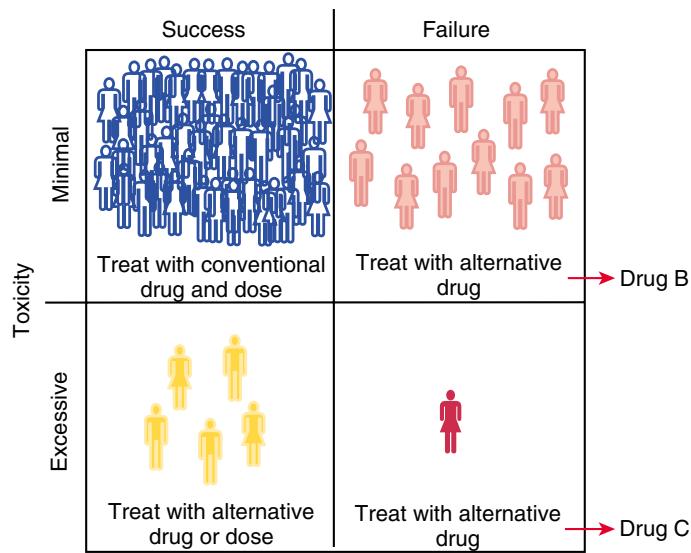 Success
Failure
Toxicity
Minimal
Treat with conventional
drug and dose
Treat with alternative
drug
Drug B
Excessive
Treat with alternative
drug or dose
Treat with alternative
drug
Drug C